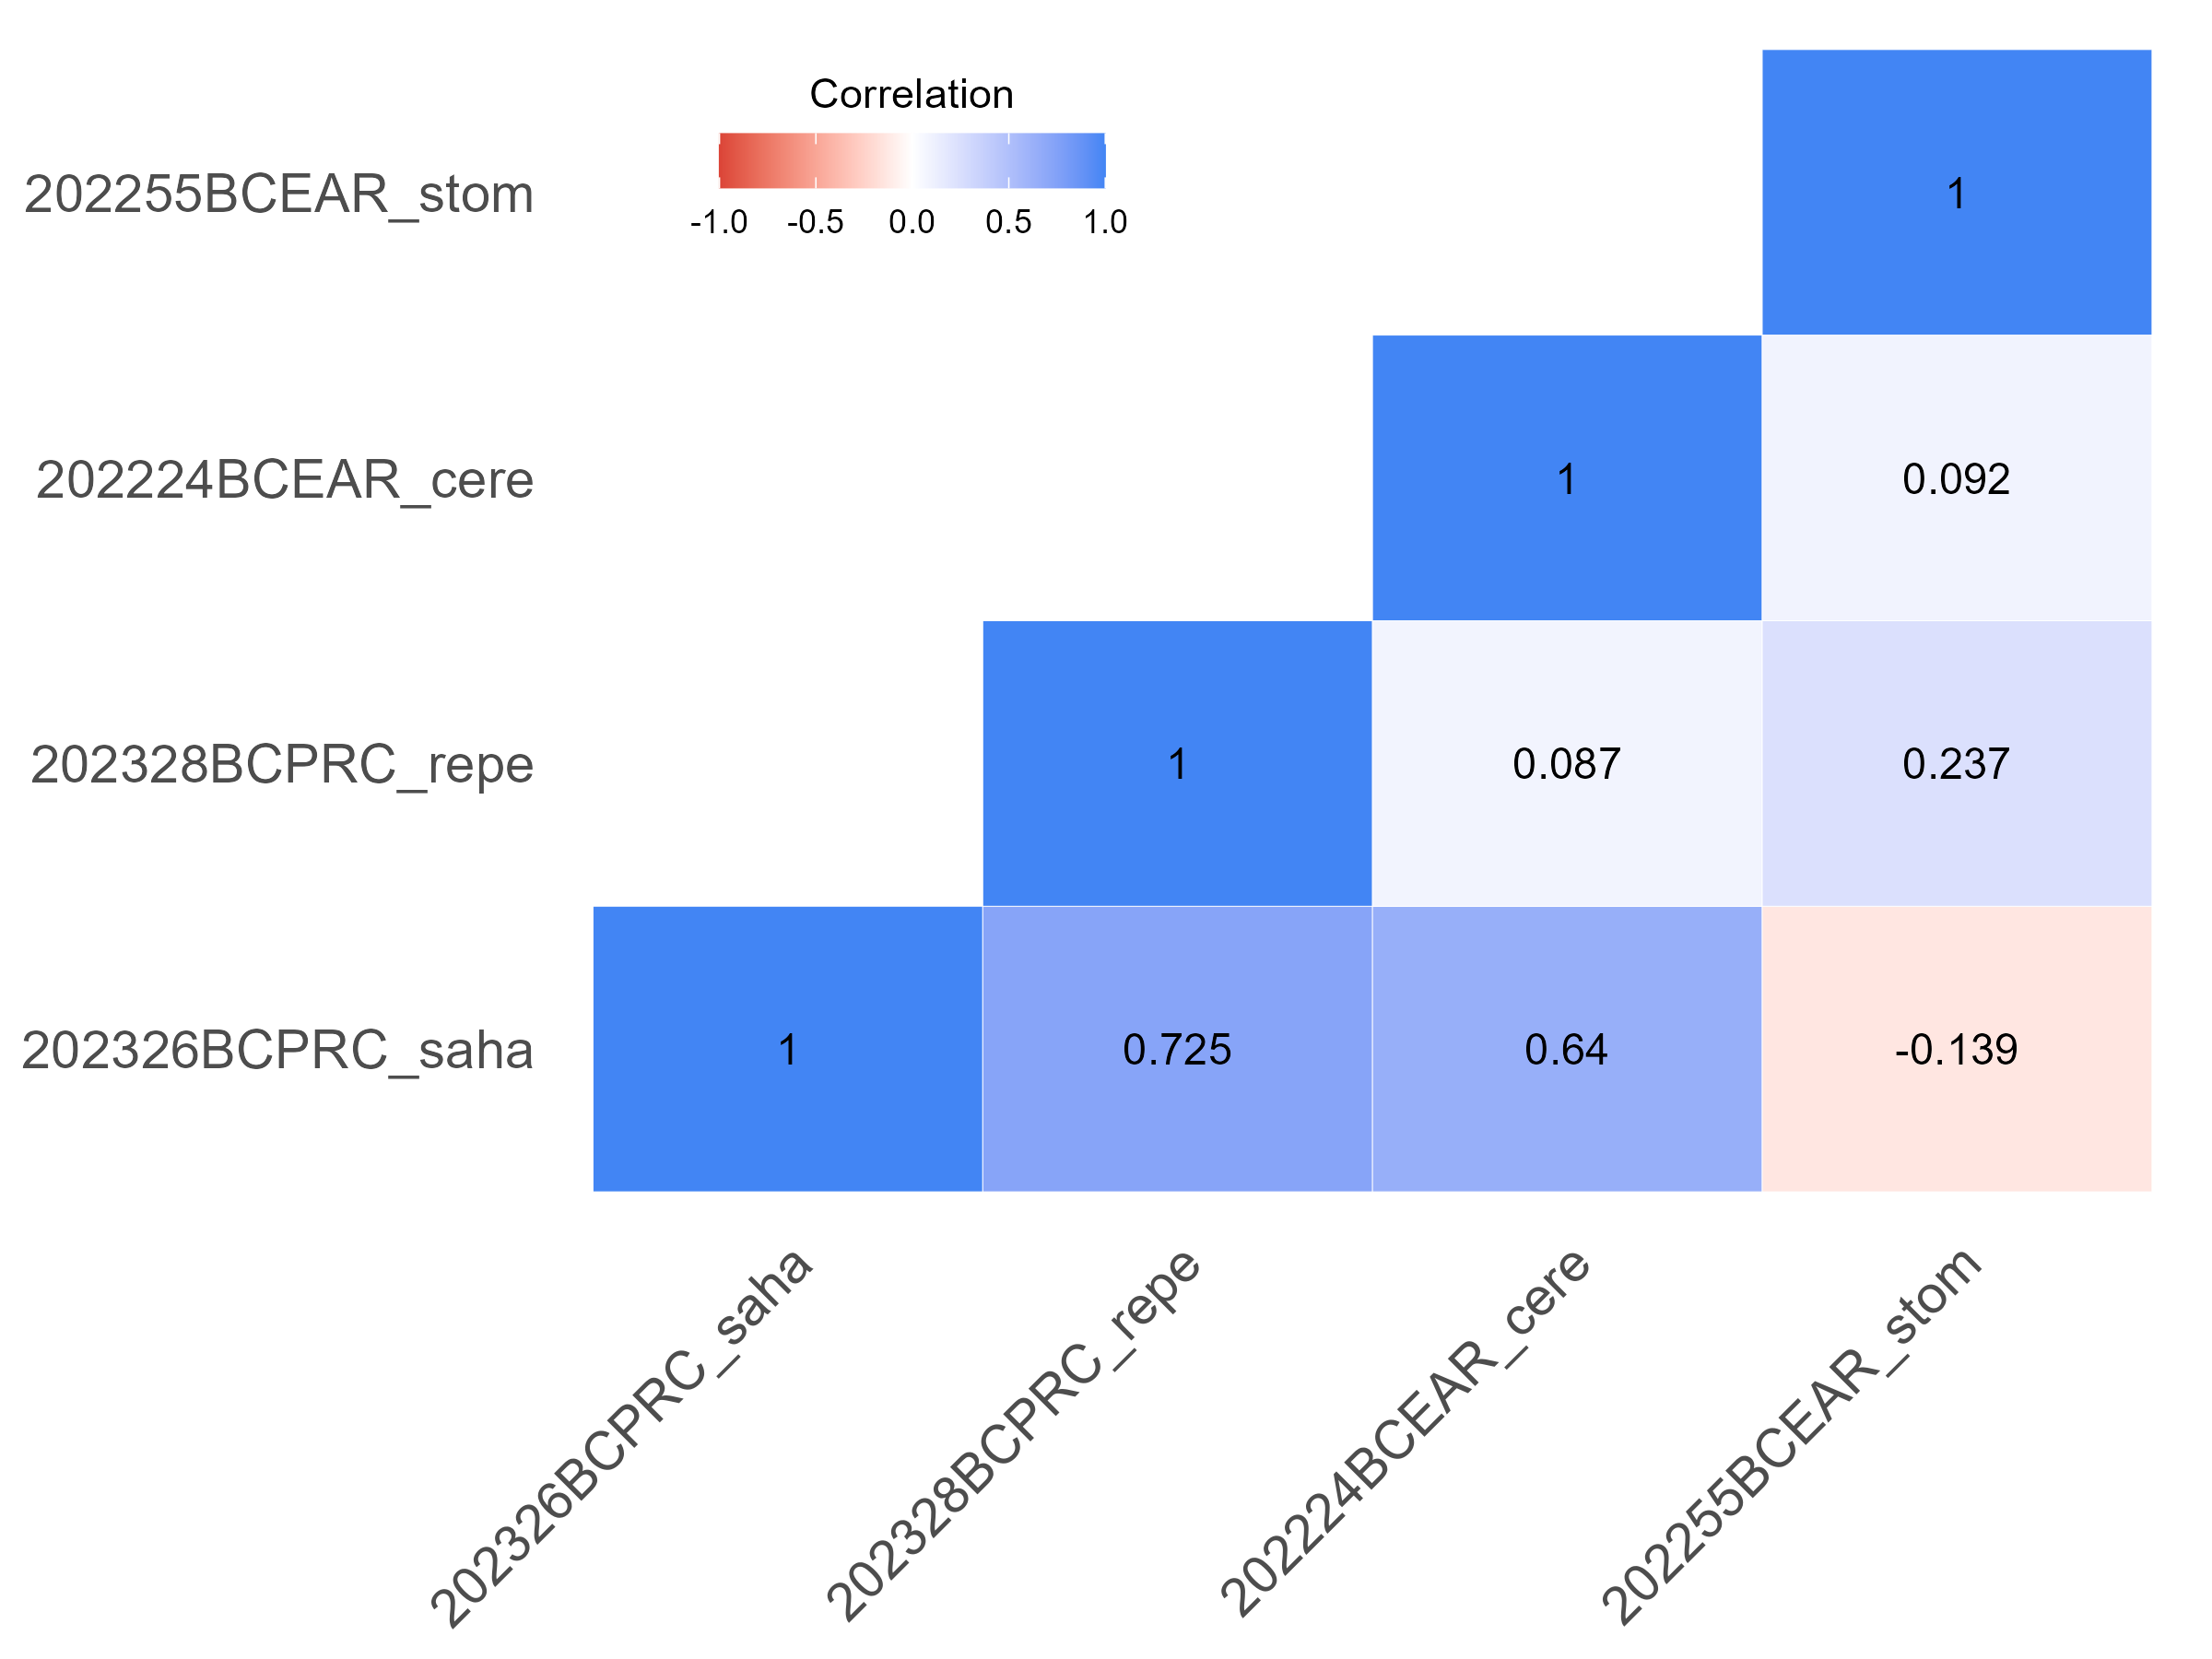 Correlation
-1.0 -0.5 0.0 0.5 1.0
202255BCEAR_stom 1
202224BCEAR_cere 1 0.092
202328BCPRC_repe 1 0.087 0.237
202326BCPRC_saha 1 0.725 0.64 -0.139
202326BCPRC_saha 202328BCPRC_repe 202224BCEAR_cere 202255BCEAR_stom